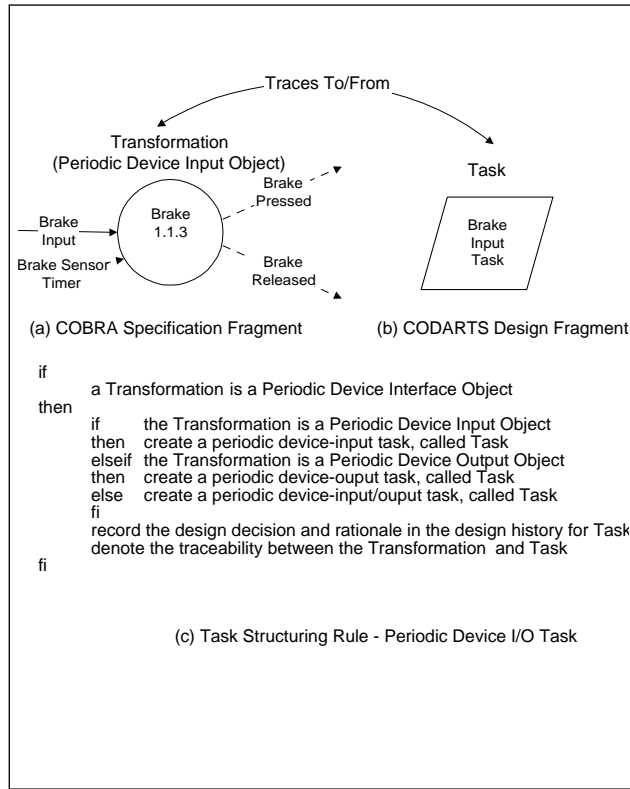 Traces To/From
Transformation
(Periodic Device Input Object)
Task
Brake
Pressed
Brake
1.1.3
Brake
Input
Brake Sensor
Timer
Brake
Released
Brake
Input
Task
(a) COBRA Specification Fragment
(b) CODARTS Design Fragment
if
a Transformation is a Periodic Device Interface Object
then
if the Transformation is a Periodic Device Input Object
then create a periodic device-input task, called Task
elseif the Transformation is a Periodic Device Output Object
then create a periodic device-ouput task, called Task
else create a periodic device-input/ouput task, called Task
fi
record the design decision and rationale in the design history for Task
denote the traceability between the Transformation and Task
fi
(c) Task Structuring Rule - Periodic Device I/O Task